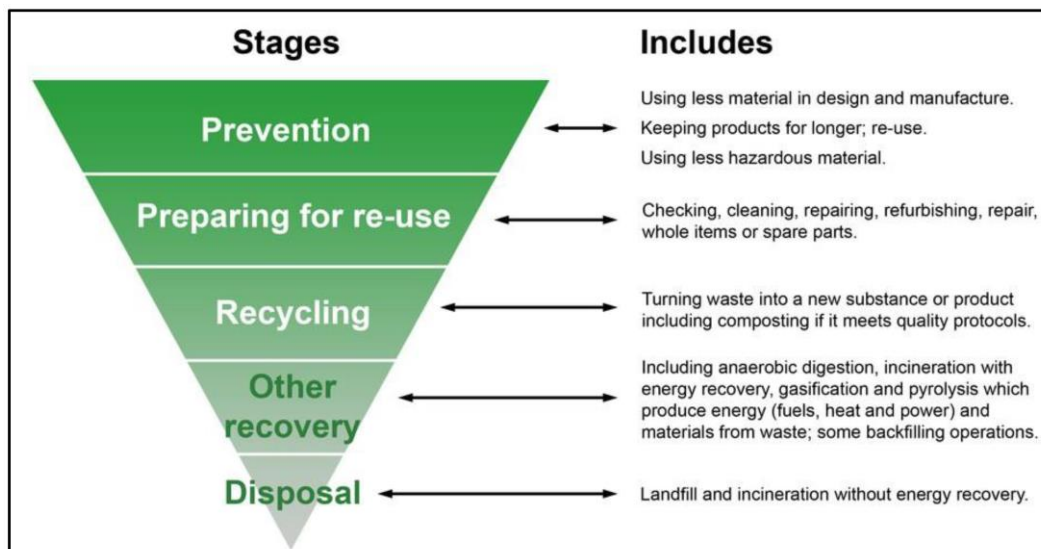 Stages
Includes
Prevention
Using less material in design and manufacture.
Keeping products for longer; re-use.
Using less hazardous material.
Preparing for re-use
Checking, cleaning, repairing, refurbishing, repair,
whole items or spare parts.
Recycling
Turning waste into a new substance or product
including composting if it meets quality protocols.
Other
recovery
Including anaerobic digestion, incineration with
energy recovery, gasification and pyrolysis which
produce energy (fuels, heat and power) and
materials from waste; some backfilling operations.
Disposal
Landfill and incineration without energy recovery.